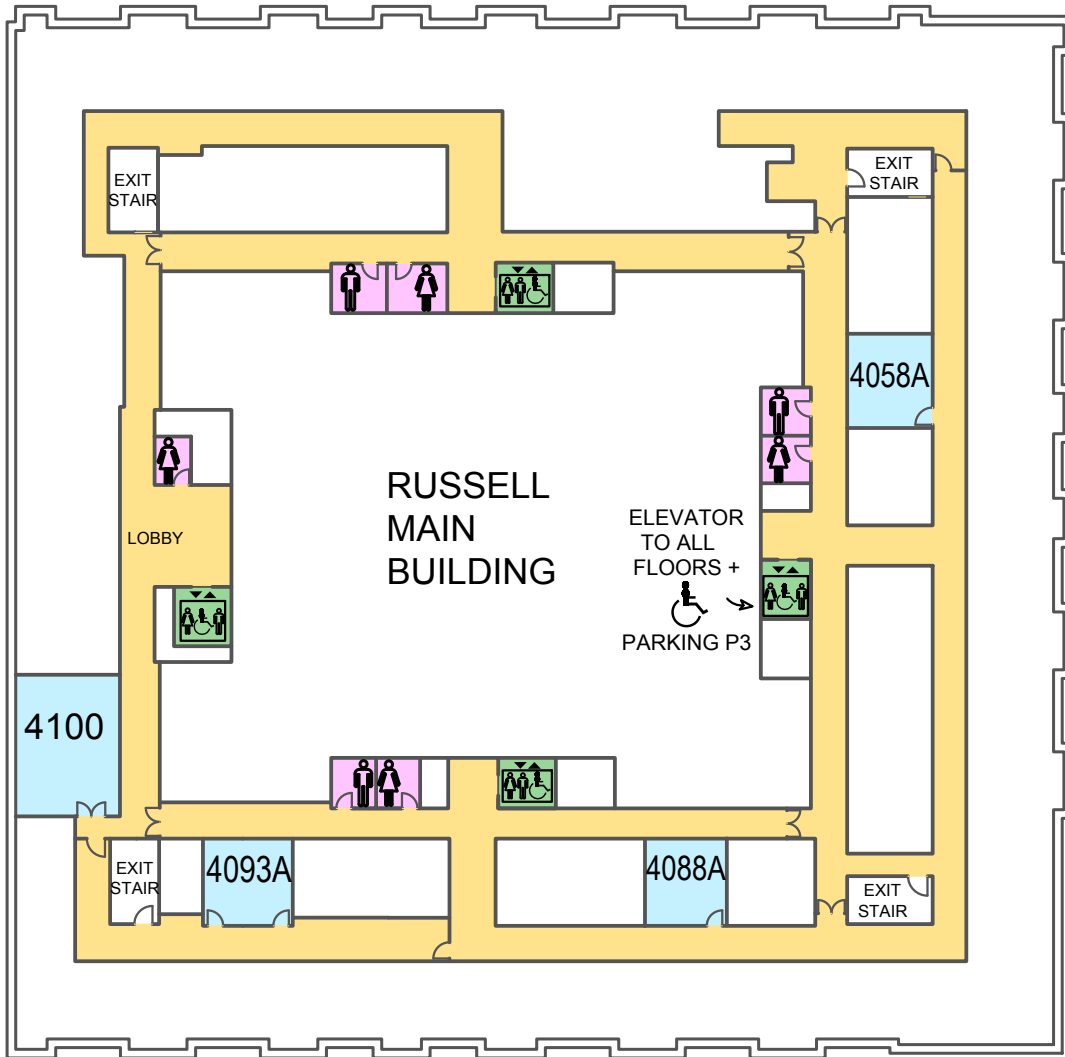 EXIT
STAIR
EXIT
STAIR
4058A
RUSSELL
MAIN
BUILDING
ELEVATOR
TO ALL
FLOORS +
PARKING P3
LOBBY
4100
EXIT
STAIR
4093A
4088A
EXIT
STAIR